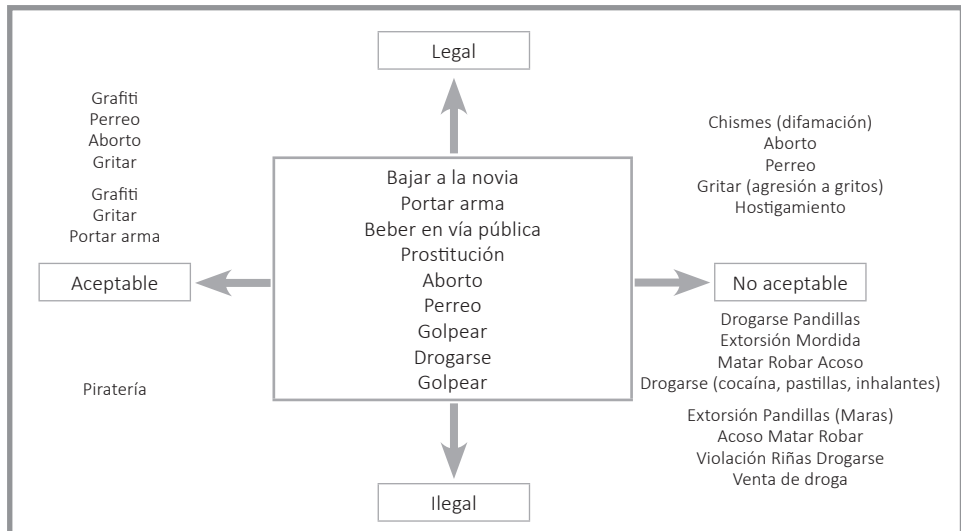 Legal
Grafiti
Perreo
Aborto
Gritar
Grafiti
Gritar
Portar arma
Aceptable
Piratería
Bajar a la novia
Portar arma
Beber en vía pública
Prostitución
Aborto
Perreo
Golpear
Drogarse
Golpear
Chismes (difamación)
Aborto
Perreo
Gritar (agresión a gritos)
Hostigamiento
No aceptable
Drogarse Pandillas
Extorsión Mordida
Matar Robar Acoso
Drogarse (cocaína, pastillas, inhalantes)
Extorsión Pandillas (Maras)
Acoso Matar Robar
Violación Riñas Drogarse
Venta de droga
Ilegal